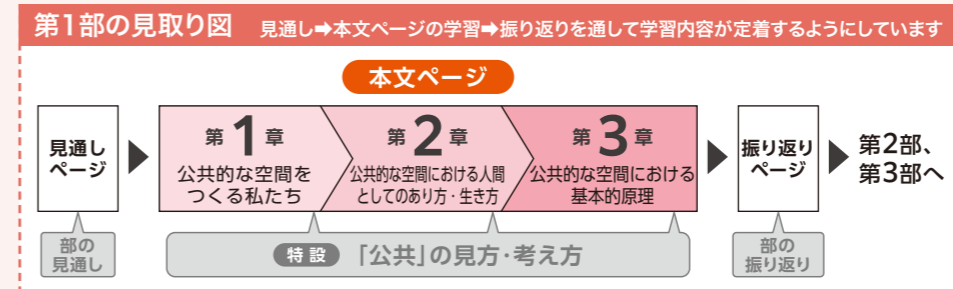 第1部の見取り図 見通し➡本文ページの学習➡振り返りを通して学習内容が定着するようにしています
本文ページ
見通し
ページ
第1章
公共的な空間を
つくる私たち
第2章
公共的な空間における人間
としてのあり方・生き方
第3章
公共的な空間における
基本的原理
振り返り
ページ
第2部、
第3部へ
部の
見通し
特設 「公共」の見方・考え方
部の
振り返り